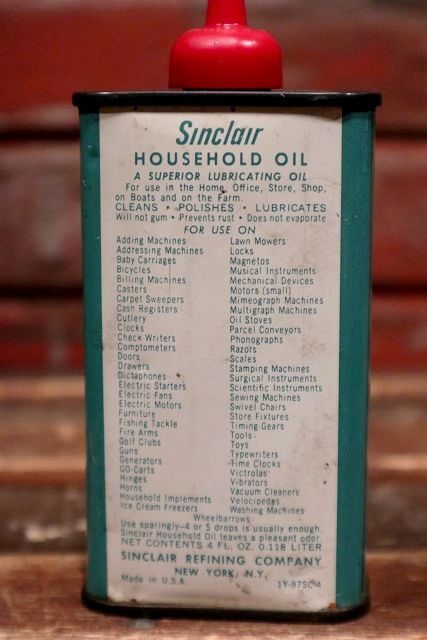 Sinclair
HOUSEHOLD OIL
A SUPERIOR LUBRICATING OIL
For use in the Home, Office, Store, Shop,
on Boats and on the Farm.
CLEANS • POLISHES • LUBRICATES
Will not gum • Prevents rust • Does not evaporate
FOR USE ON
Adding Machines
Addressing Machines
Baby Carriages
Bicycles
Billing Machines
Casters
Carpet Sweepers
Cash Registers
Cutlery
Clocks
Check Writers
Comptometers
Doors
Drawers
Dictaphones
Electric Starters
Electric Fans
Electric Motors
Furniture
Fishing Tackle
Fire Arms
Golf Clubs
Guns
Generators
GO-Carts
Hinges
Horns
Household Implements
Ice Cream Freezers
Lawn Mowers
Locks
Magnetos
Musical Instruments
Mechanical Devices
Motors (small)
Mimeograph Machines
Multigraph Machines
Oil Stoves
Parcel Conveyors
Phonographs
Razors
Scales
Stamping Machines
Surgical Instruments
Scientific Instruments
Sewing Machines
Swivel Chairs
Store Fixtures
Timing Gears
Tools
Toys
Typewriters
Time Clocks
Victrolas
Vibrators
Vacuum Cleaners
Velocipedes
Washing Machines
Wheelbarrows
Use sparingly–4 or 5 drops is usually enough.
Sinclair Household Oil leaves a pleasant odor.
NET CONTENTS 4 FL. OZ. 0.118 LITER
SINCLAIR REFINING COMPANY
NEW YORK, N.Y.
Made in U.S.A. 1Y-975C-4